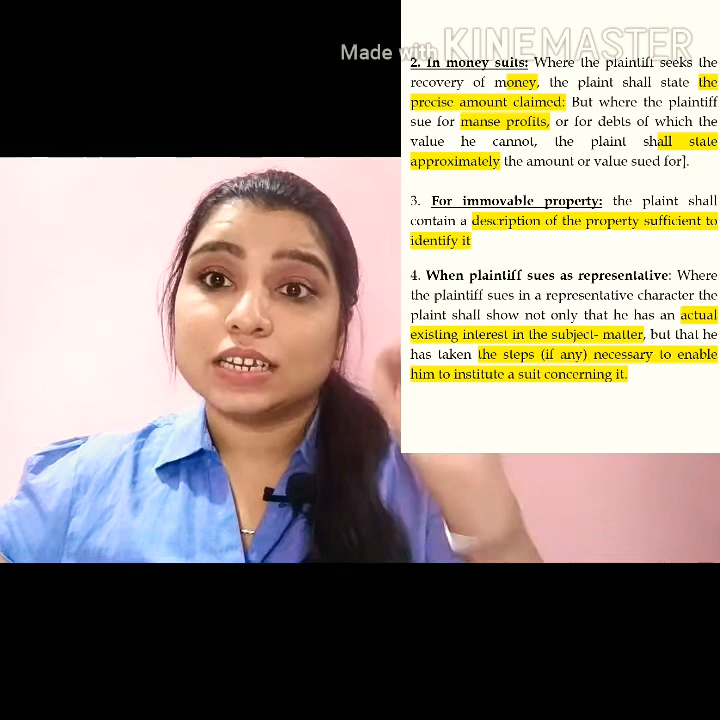 Made with KINEMASTER
2. In money suits: Where the plaintiff seeks the
recovery of money, the plaint shall state the
precise amount claimed: But where the plaintiff
sue for manse profits, or for debts of which the
value he cannot, the plaint shall state
approximately the amount or value sued for].
3. For immovable property: the plaint shall
contain a description of the property sufficient to
identify it
4. When plaintiff sues as representative: Where
the plaintiff sues in a representative character the
plaint shall show not only that he has an actual
existing interest in the subject- matter, but that he
has taken the steps (if any) necessary to enable
him to institute a suit concerning it.